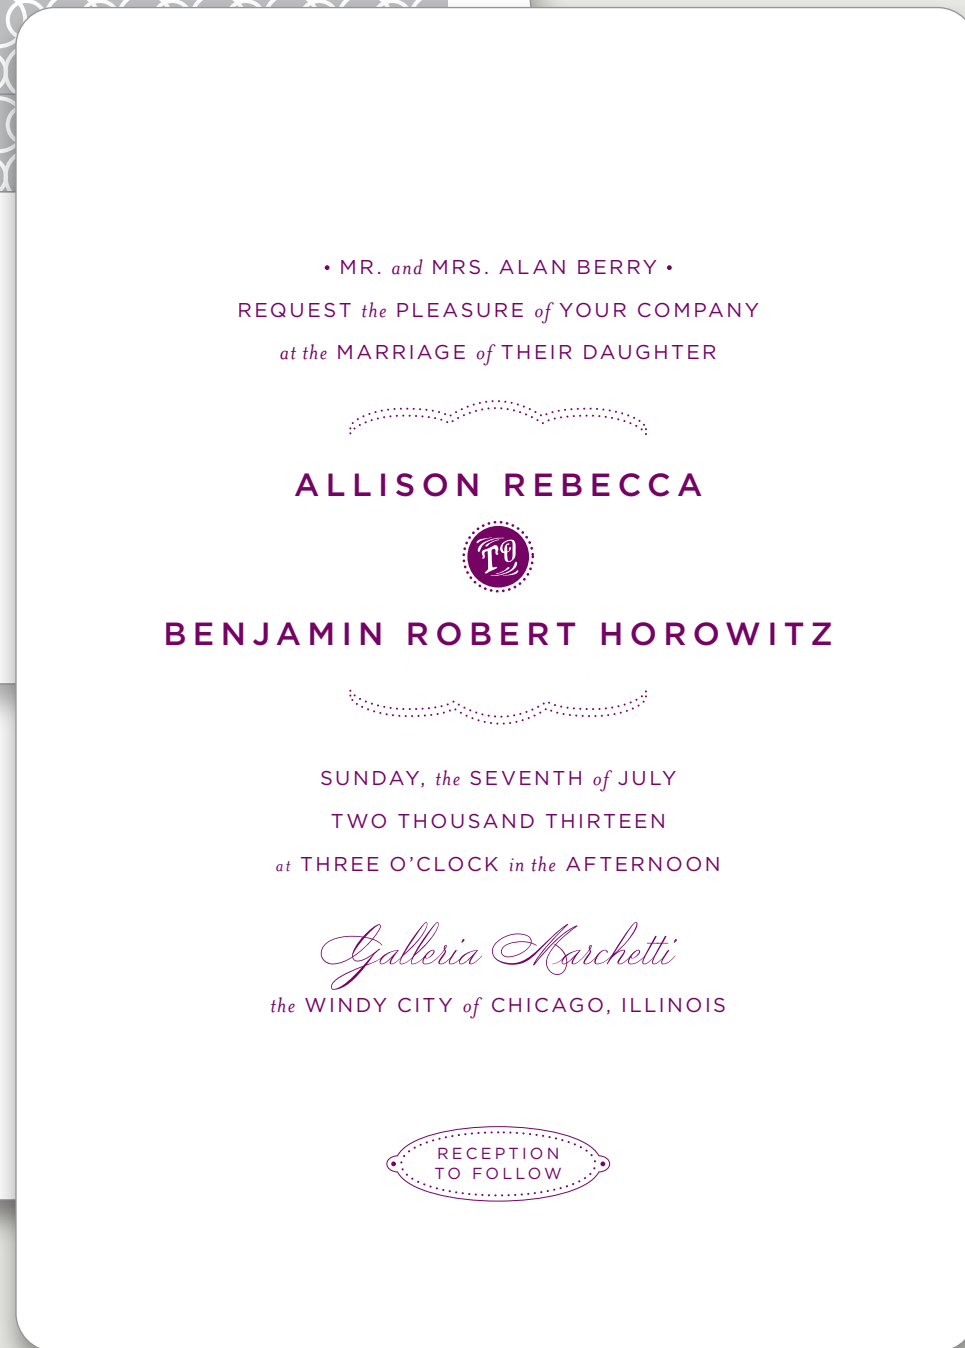 • MR. and MRS. ALAN BERRY •
REQUEST the PLEASURE of YOUR COMPANY
at the MARRIAGE of THEIR DAUGHTER
ALLISON REBECCA
TO
BENJAMIN ROBERT HOROWITZ
SUNDAY, the SEVENTH of JULY
TWO THOUSAND THIRTEEN
at THREE O’CLOCK in the AFTERNOON
Galleria Marchetti
the WINDY CITY of CHICAGO, ILLINOIS
RECEPTION
TO FOLLOW